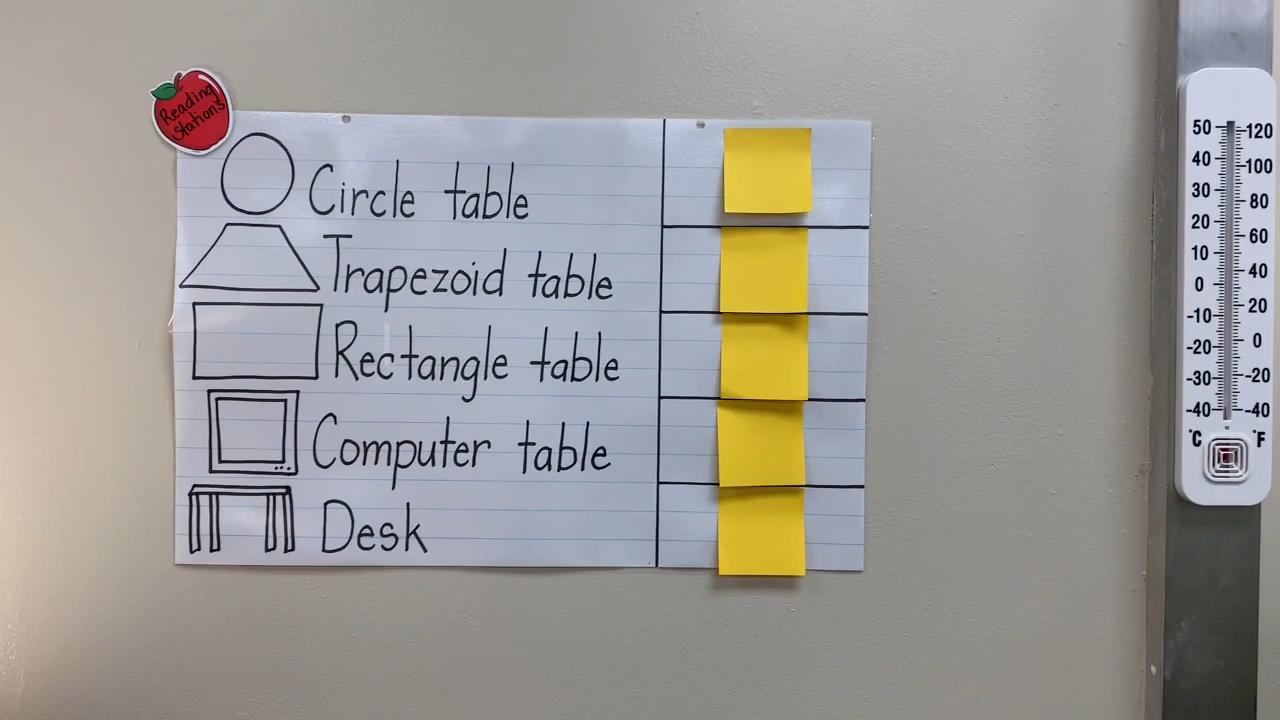 Reading
Stations
Circle table
Trapezoid table
Rectangle table
Computer table
Desk
50 120
40 100
30 80
20 60
10 40
0 20
-10 0
-20 -20
-30 -40
-40
°C °F